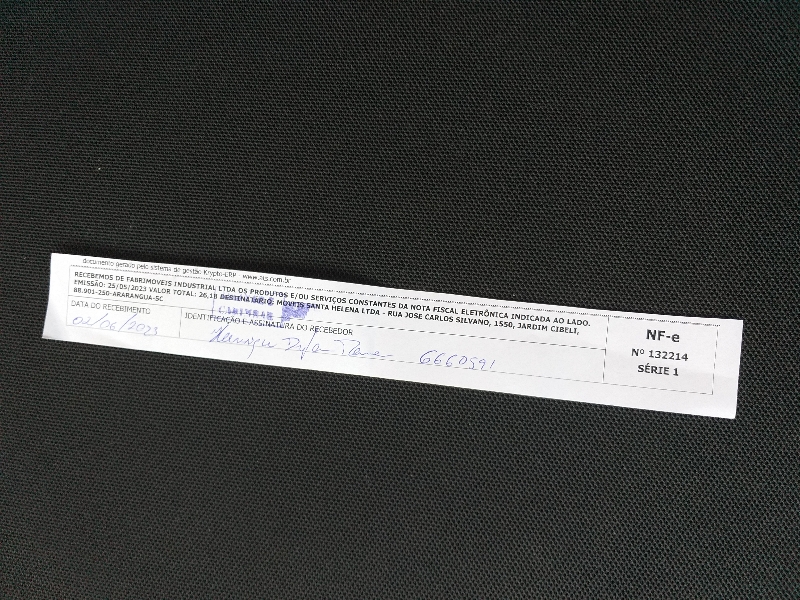 documento gerado pelo sistema de gestão Krypto-ERP - www.sis.com.br
RECEBEMOS DE FABRIMOVEIS INDUSTRIAL LTDA OS PRODUTOS E/OU SERVIÇOS CONSTANTES DA NOTA FISCAL ELETRÔNICA INDICADA AO LADO.
EMISSÃO: 25/05/2023 VALOR TOTAL: 26,18 DESTINATARIO: MOVEIS SANTA HELENA LTDA - RUA JOSE CARLOS SILVANO, 1550, JARDIM CIBELI,
88.901-250-ARARANGUA-SC
DATA DO RECEBIMENTO
02/06/2023
IDENTIFICAÇÃO E ASSINATURA DO RECEBEDOR
6660591
NF-e
Nº 132214
SÉRIE 1